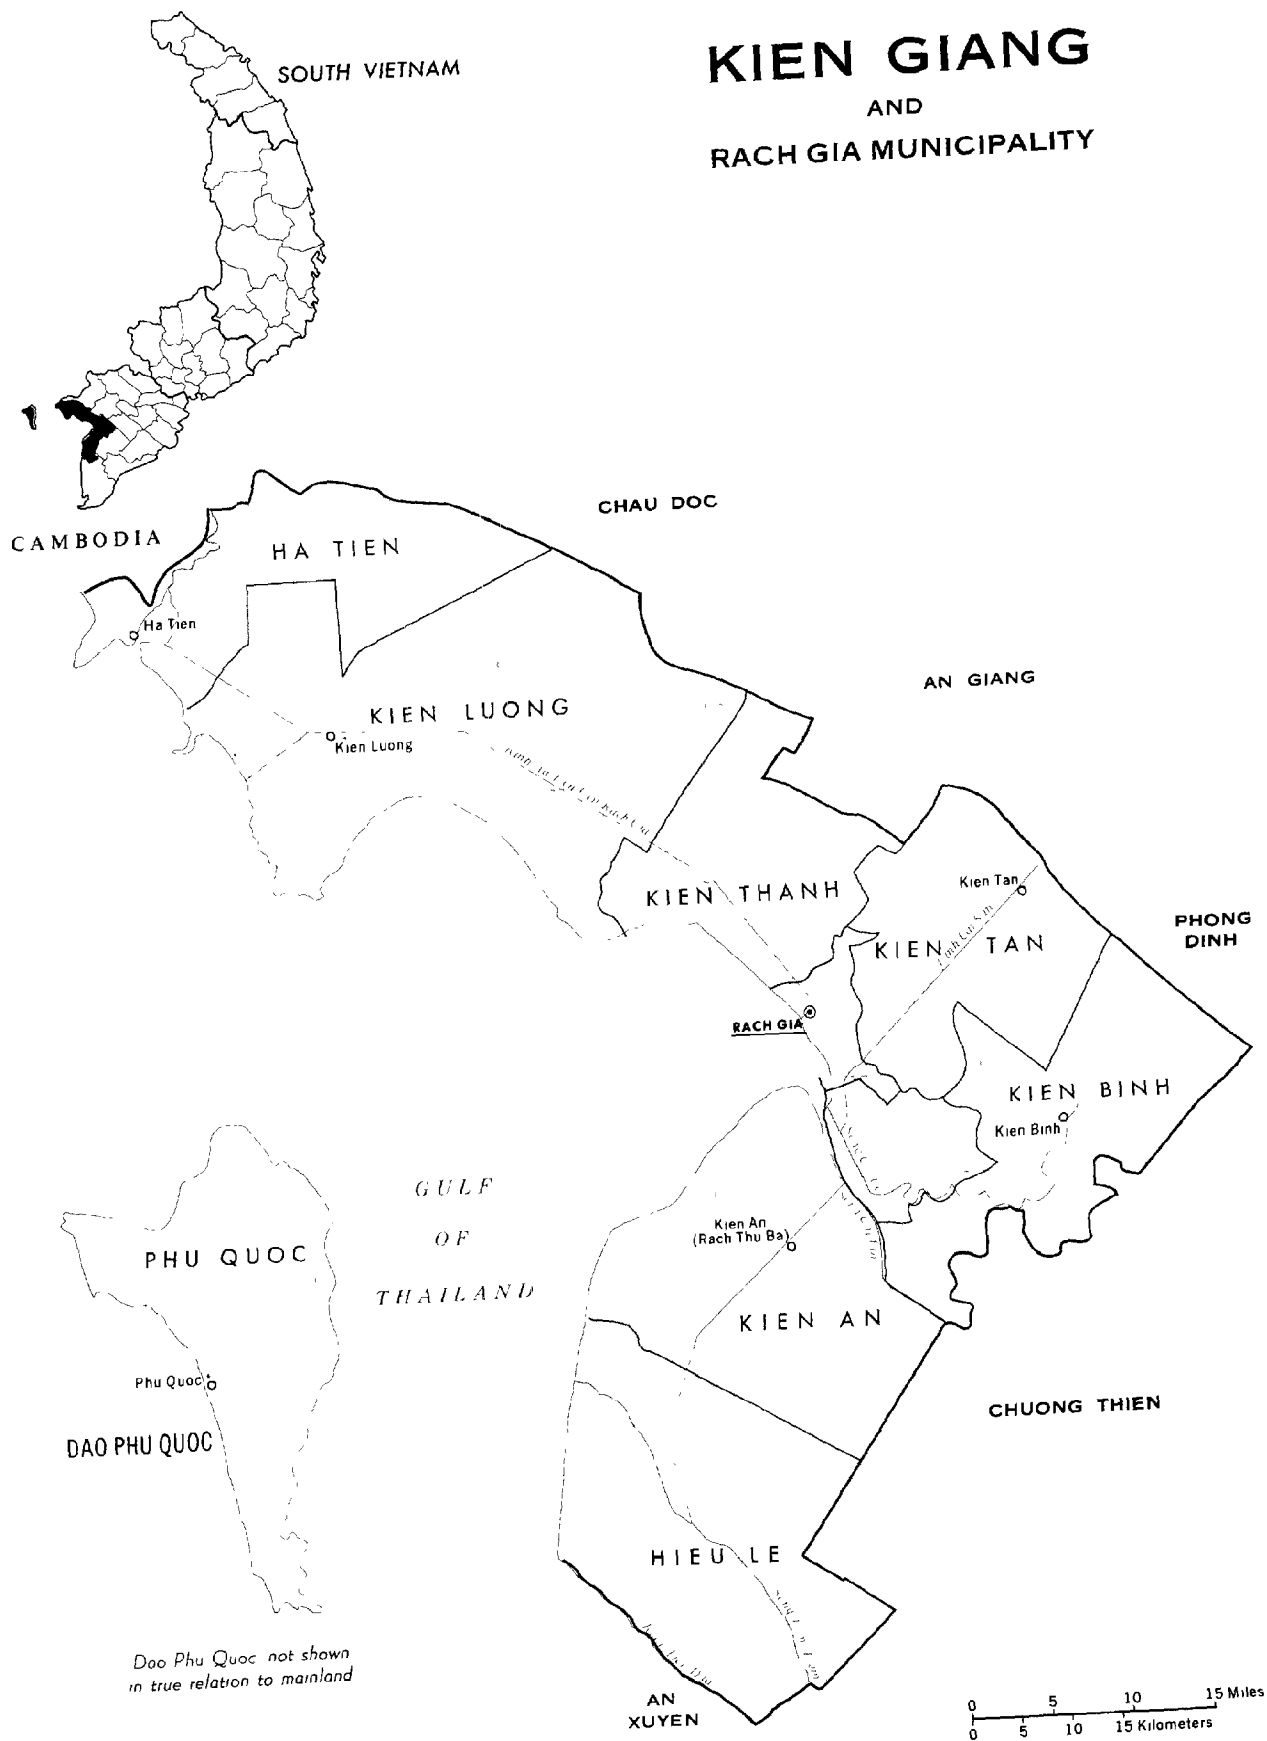 KIEN GIANG
AND
RACH GIA MUNICIPALITY
SOUTH VIETNAM
CHAU DOC
CAMBODIA
HA TIEN
Ha Tien
AN GIANG
KIEN LUONG
Kien Luong
KIEN THANH
Kien Tan
PHONG
DINH
KIEN TAN
RACH GIA
KIEN BINH
Kien Binh
GULF
OF
THAILAND
Kien An
(Rach Thu Ba)
PHU QUOC
KIEN AN
Phu Quoc
DAO PHU QUOC
CHUONG THIEN
HIEU LE
Dao Phu Quoc not shown
in true relation to mainland
AN
XUYEN
0 5 10 15 Miles
0 5 10 15 Kilometers